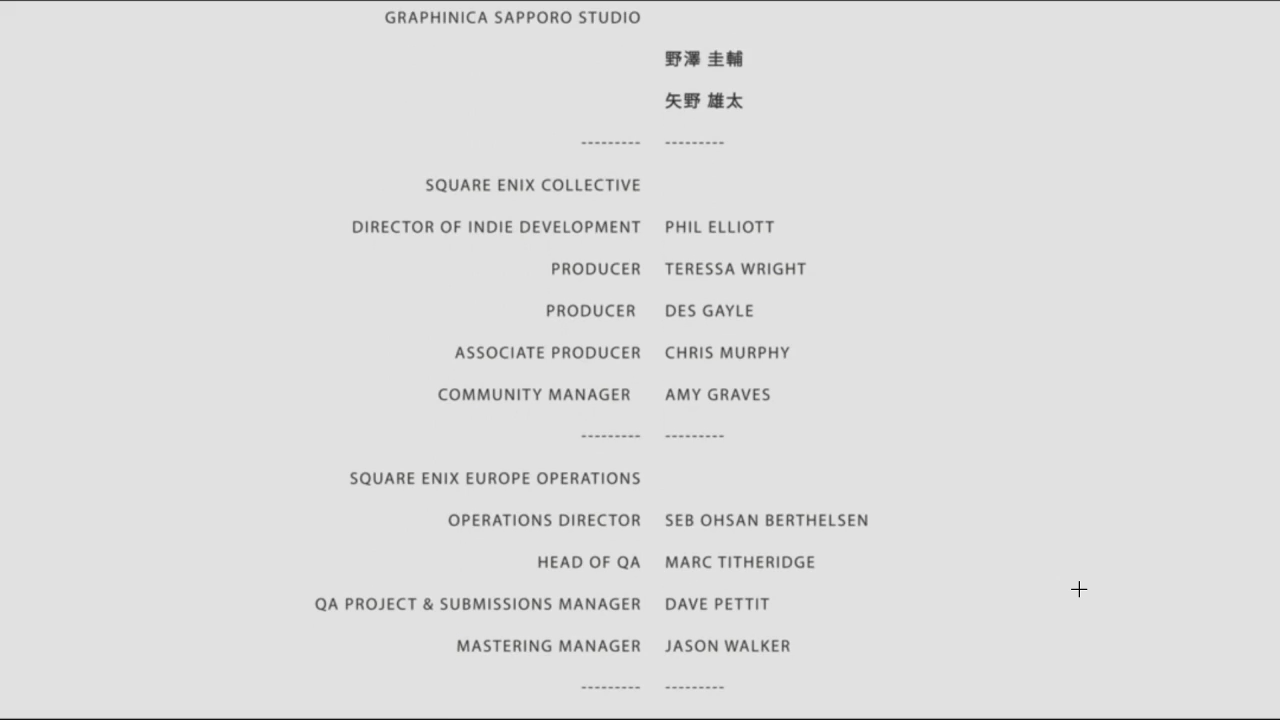 GRAPHINICA SAPPORO STUDIO
野澤 圭輔
矢野 雄太
--------- ---------
SQUARE ENIX COLLECTIVE
DIRECTOR OF INDIE DEVELOPMENT PHIL ELLIOTT
PRODUCER TERESSA WRIGHT
PRODUCER DES GAYLE
ASSOCIATE PRODUCER CHRIS MURPHY
COMMUNITY MANAGER AMY GRAVES
--------- ---------
SQUARE ENIX EUROPE OPERATIONS
OPERATIONS DIRECTOR SEB OHSAN BERTHELSEN
HEAD OF QA MARC TITHERIDGE
QA PROJECT & SUBMISSIONS MANAGER DAVE PETTIT
MASTERING MANAGER JASON WALKER
--------- ---------